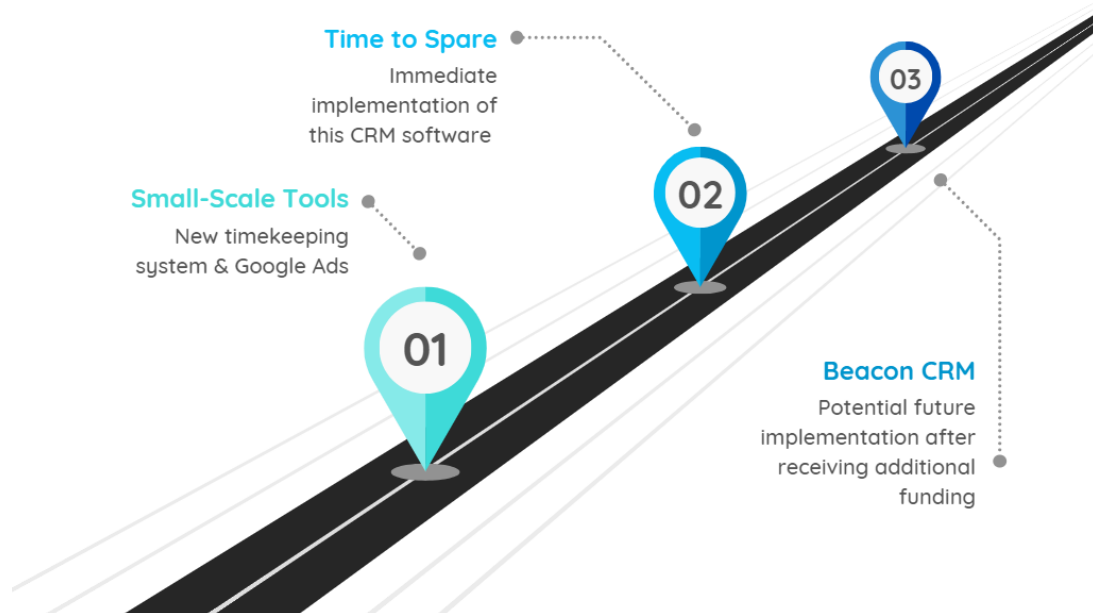 Time to Spare
Immediate
implementation of
this CRM software
03
02
Small-Scale Tools
New timekeeping
system & Google Ads
01
Beacon CRM
Potential future
implementation after
receiving additional
funding